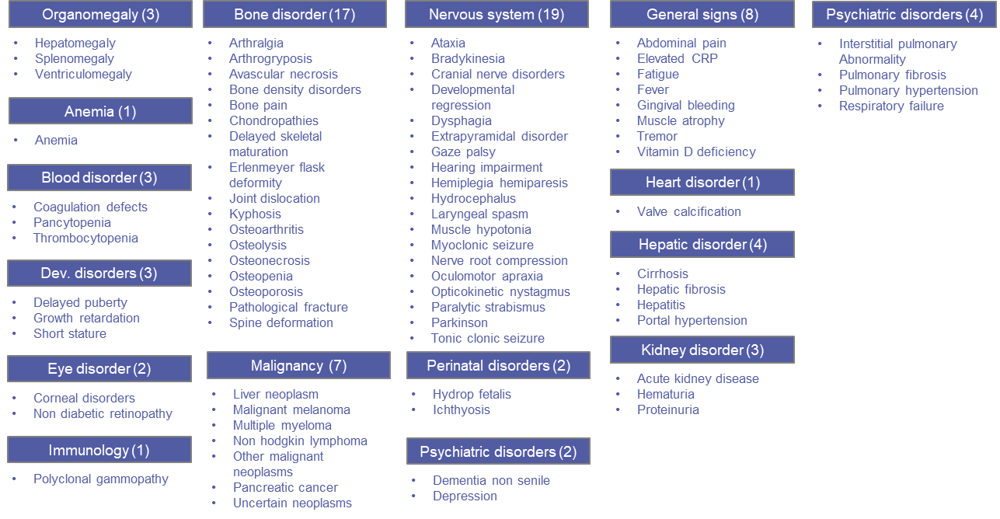 Organomegaly (3)
• Hepatomegaly
• Splenomegaly
• Ventriculomegaly
Anemia (1)
• Anemia
Blood disorder (3)
• Coagulation defects
• Pancytopenia
• Thrombocytopenia
Dev. disorders (3)
• Delayed puberty
• Growth retardation
• Short stature
Eye disorder (2)
• Corneal disorders
• Non diabetic retinopathy
Immunology (1)
• Polyclonal gammopathy
Bone disorder (17)
• Arthralgia
• Arthrogryposis
• Avascular necrosis
• Bone density disorders
• Bone pain
• Chondropathies
• Delayed skeletal
maturation
• Erlenmeyer flask
deformity
• Joint dislocation
• Kyphosis
• Osteoarthritis
• Osteolysis
• Osteonecrosis
• Osteopenia
• Osteoporosis
• Pathological fracture
• Spine deformation
Malignancy (7)
• Liver neoplasm
• Malignant melanoma
• Multiple myeloma
• Non hodgkin lymphoma
• Other malignant
neoplasms
• Pancreatic cancer
• Uncertain neoplasms
Nervous system (19)
• Ataxia
• Bradykinesia
• Cranial nerve disorders
• Developmental
regression
• Dysphagia
• Extrapyramidal disorder
• Gaze palsy
• Hearing impairment
• Hemiplegia hemiparesis
• Hydrocephalus
• Laryngeal spasm
• Muscle hypotonia
• Myoclonic seizure
• Nerve root compression
• Oculomotor apraxia
• Opticokinetic nystagmus
• Paralytic strabismus
• Parkinson
• Tonic clonic seizure
Perinatal disorders (2)
• Hydrop fetalis
• Ichthyosis
Psychiatric disorders (2)
• Dementia non senile
• Depression
General signs (8)
• Abdominal pain
• Elevated CRP
• Fatigue
• Fever
• Gingival bleeding
• Muscle atrophy
• Tremor
• Vitamin D deficiency
Heart disorder (1)
• Valve calcification
Hepatic disorder (4)
• Cirrhosis
• Hepatic fibrosis
• Hepatitis
• Portal hypertension
Kidney disorder (3)
• Acute kidney disease
• Hematuria
• Proteinuria
Psychiatric disorders (4)
• Interstitial pulmonary
Abnormality
• Pulmonary fibrosis
• Pulmonary hypertension
• Respiratory failure